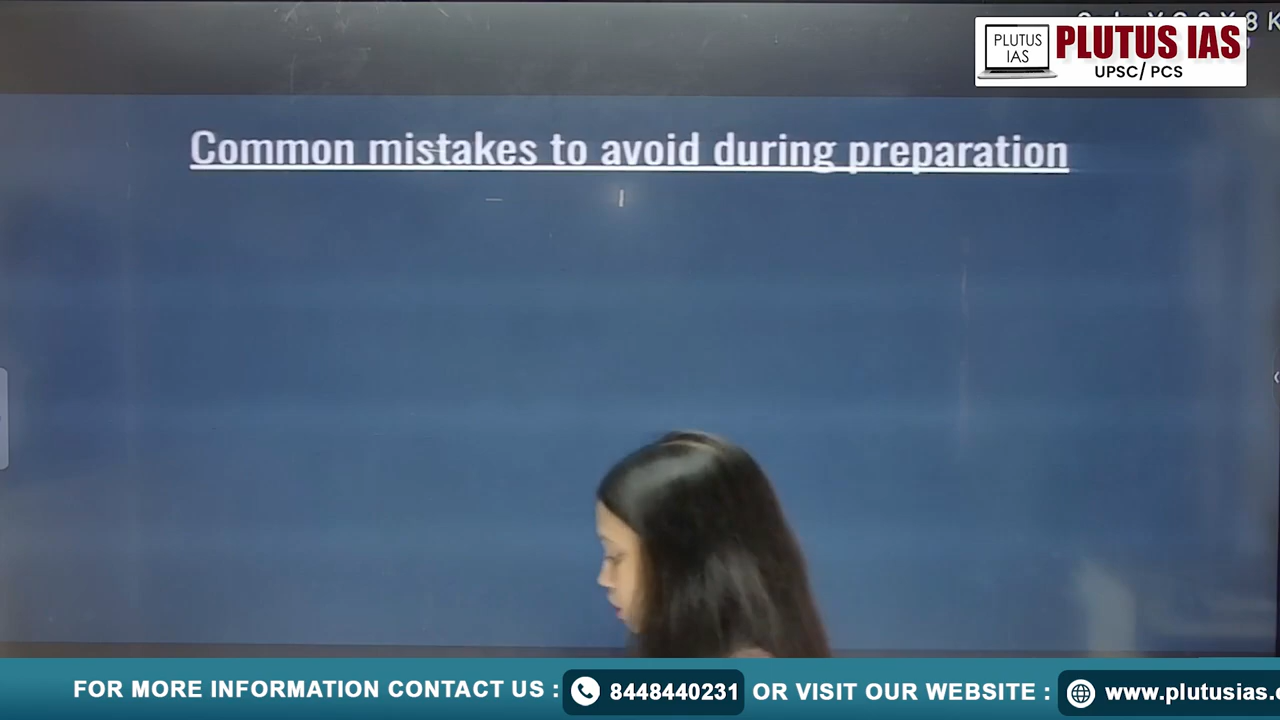 PLUTUS IAS
PLUTUS IAS
UPSC/ PCS
Common mistakes to avoid during preparation
FOR MORE INFORMATION CONTACT US : 8448440231 OR VISIT OUR WEBSITE : www.plutusias.